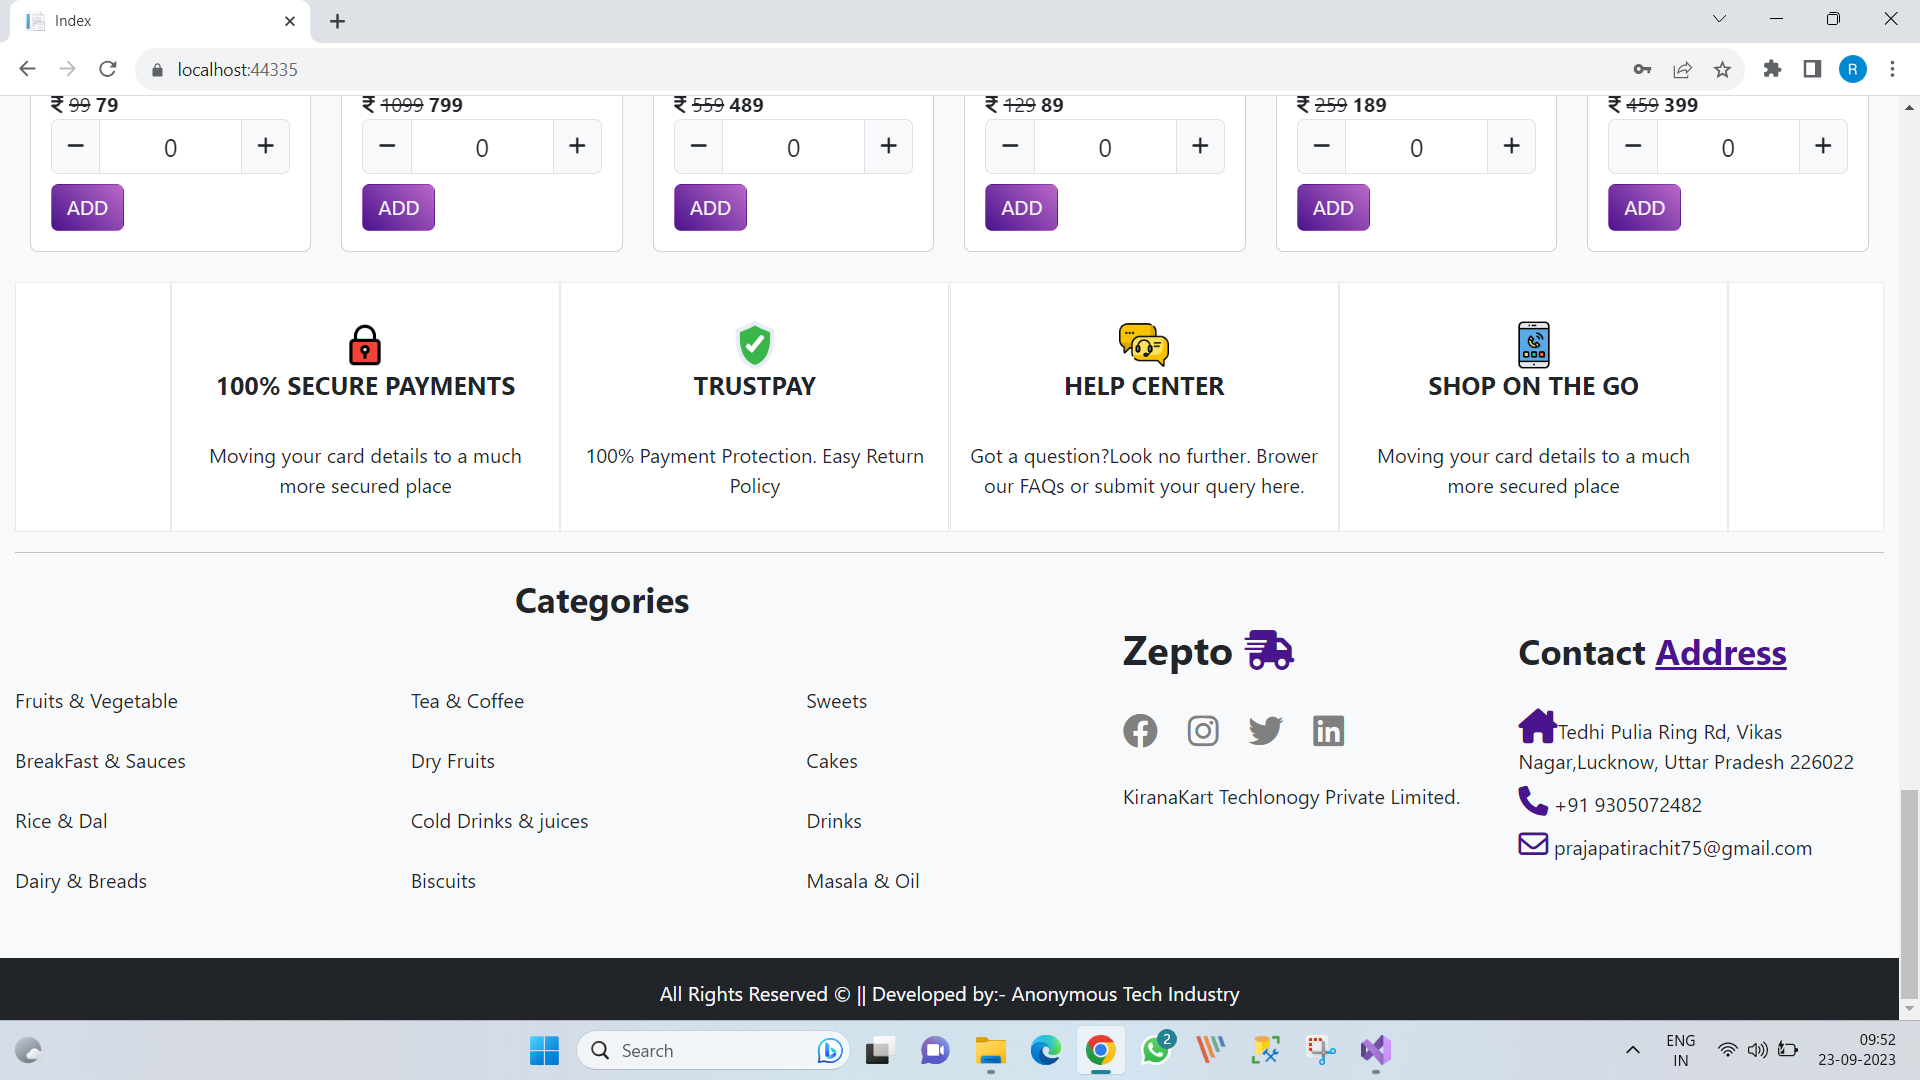 Index
localhost:44335
R
₹ 99 79
₹ 1099 799
₹ 559 489
₹ 129 89
₹ 259 189
₹ 459 399
− 0 +
− 0 +
− 0 +
− 0 +
− 0 +
− 0 +
ADD
ADD
ADD
ADD
ADD
ADD
100% SECURE PAYMENTS
Moving your card details to a much
more secured place
TRUSTPAY
100% Payment Protection. Easy Return
Policy
HELP CENTER
Got a question?Look no further. Brower
our FAQs or submit your query here.
SHOP ON THE GO
Moving your card details to a much
more secured place
Categories
Fruits & Vegetable
BreakFast & Sauces
Rice & Dal
Dairy & Breads
Tea & Coffee
Dry Fruits
Cold Drinks & juices
Biscuits
Sweets
Cakes
Drinks
Masala & Oil
Zepto
KiranaKart Techlonogy Private Limited.
Contact Address
Tedhi Pulia Ring Rd, Vikas
Nagar,Lucknow, Uttar Pradesh 226022
+91 9305072482
prajapatirachit75@gmail.com
All Rights Reserved © || Developed by:- Anonymous Tech Industry
Search
2
ENG
IN
09:52
23-09-2023